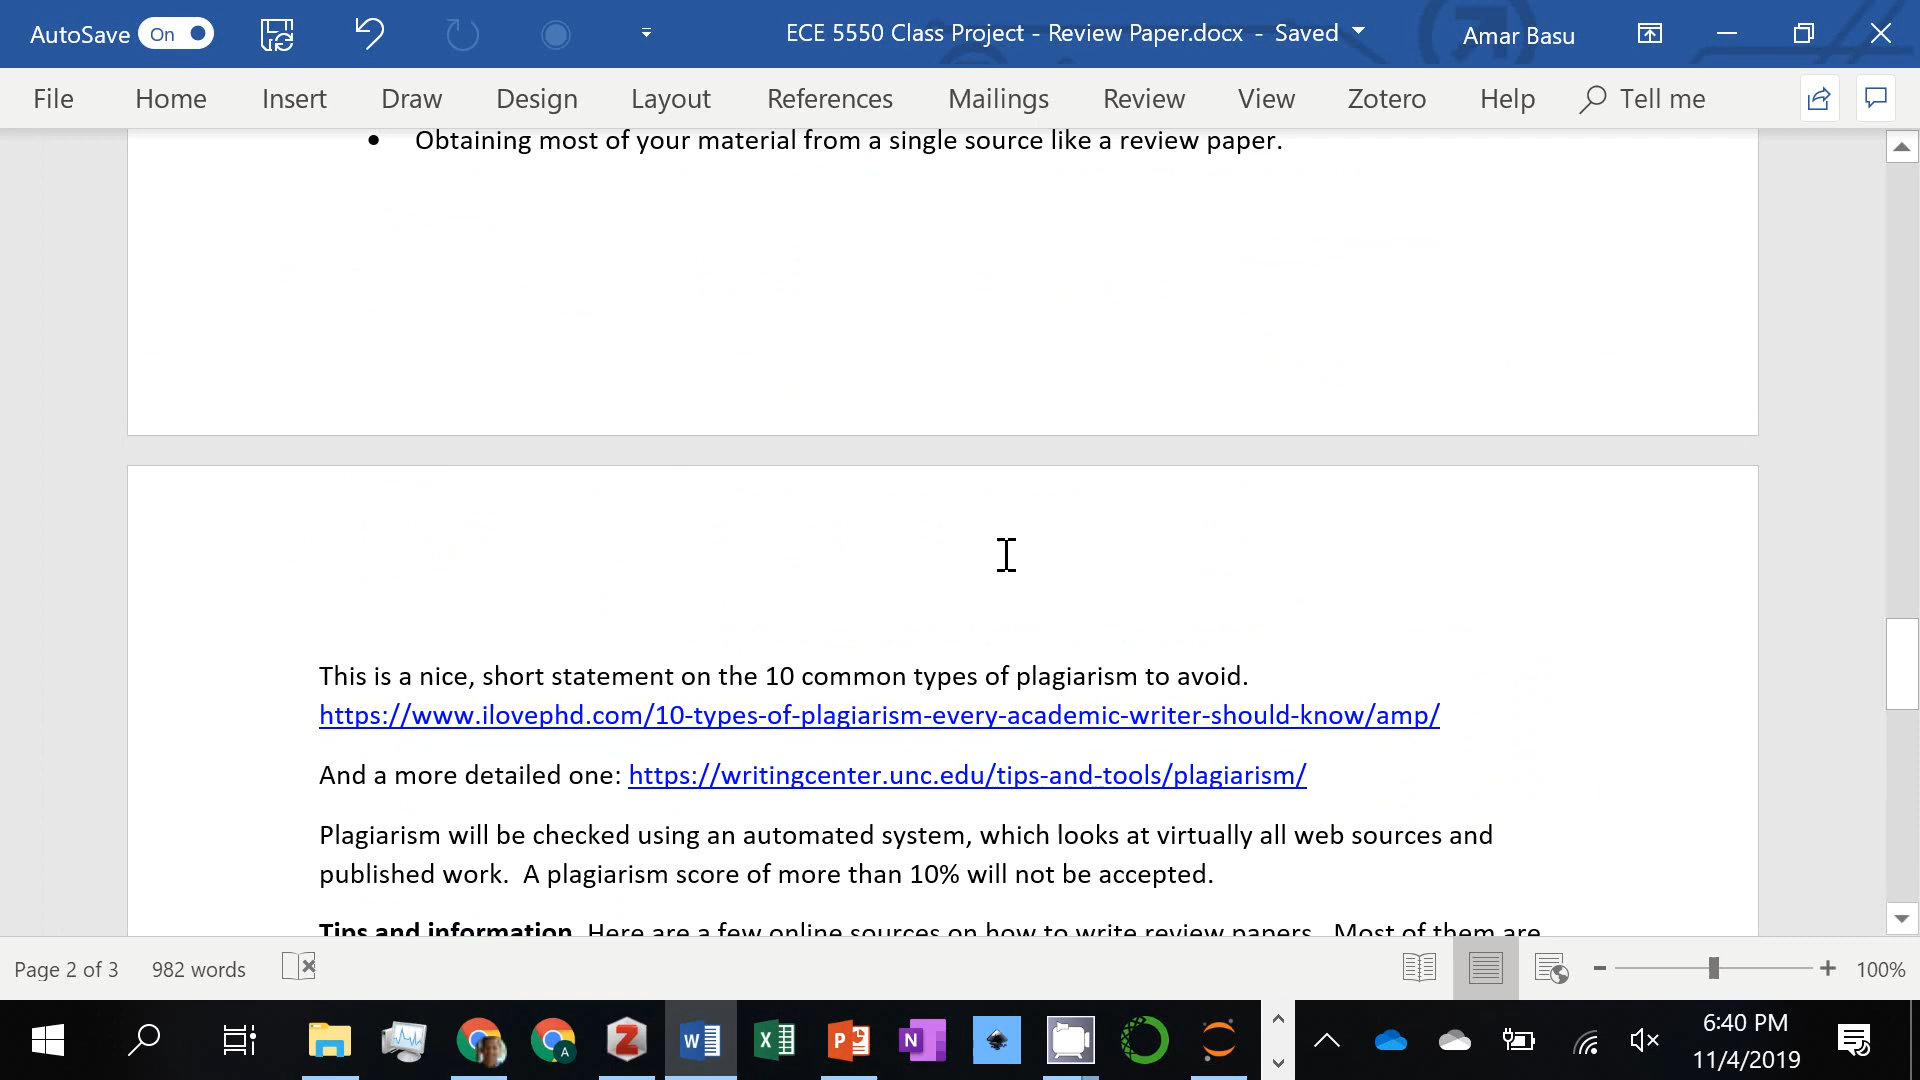 AutoSave On ECE 5550 Class Project - Review Paper.docx - Saved Amar Basu
File Home Insert Draw Design Layout References Mailings Review View Zotero Help Tell me
• Obtaining most of your material from a single source like a review paper.
This is a nice, short statement on the 10 common types of plagiarism to avoid.
https://www.ilovephd.com/10-types-of-plagiarism-every-academic-writer-should-know/amp/
And a more detailed one: https://writingcenter.unc.edu/tips-and-tools/plagiarism/
Plagiarism will be checked using an automated system, which looks at virtually all web sources and
published work.  A plagiarism score of more than 10% will not be accepted.
Tips and information. Here are a few online sources on how to write review papers.  Most of them are
Page 2 of 3 982 words 100%
6:40 PM
11/4/2019